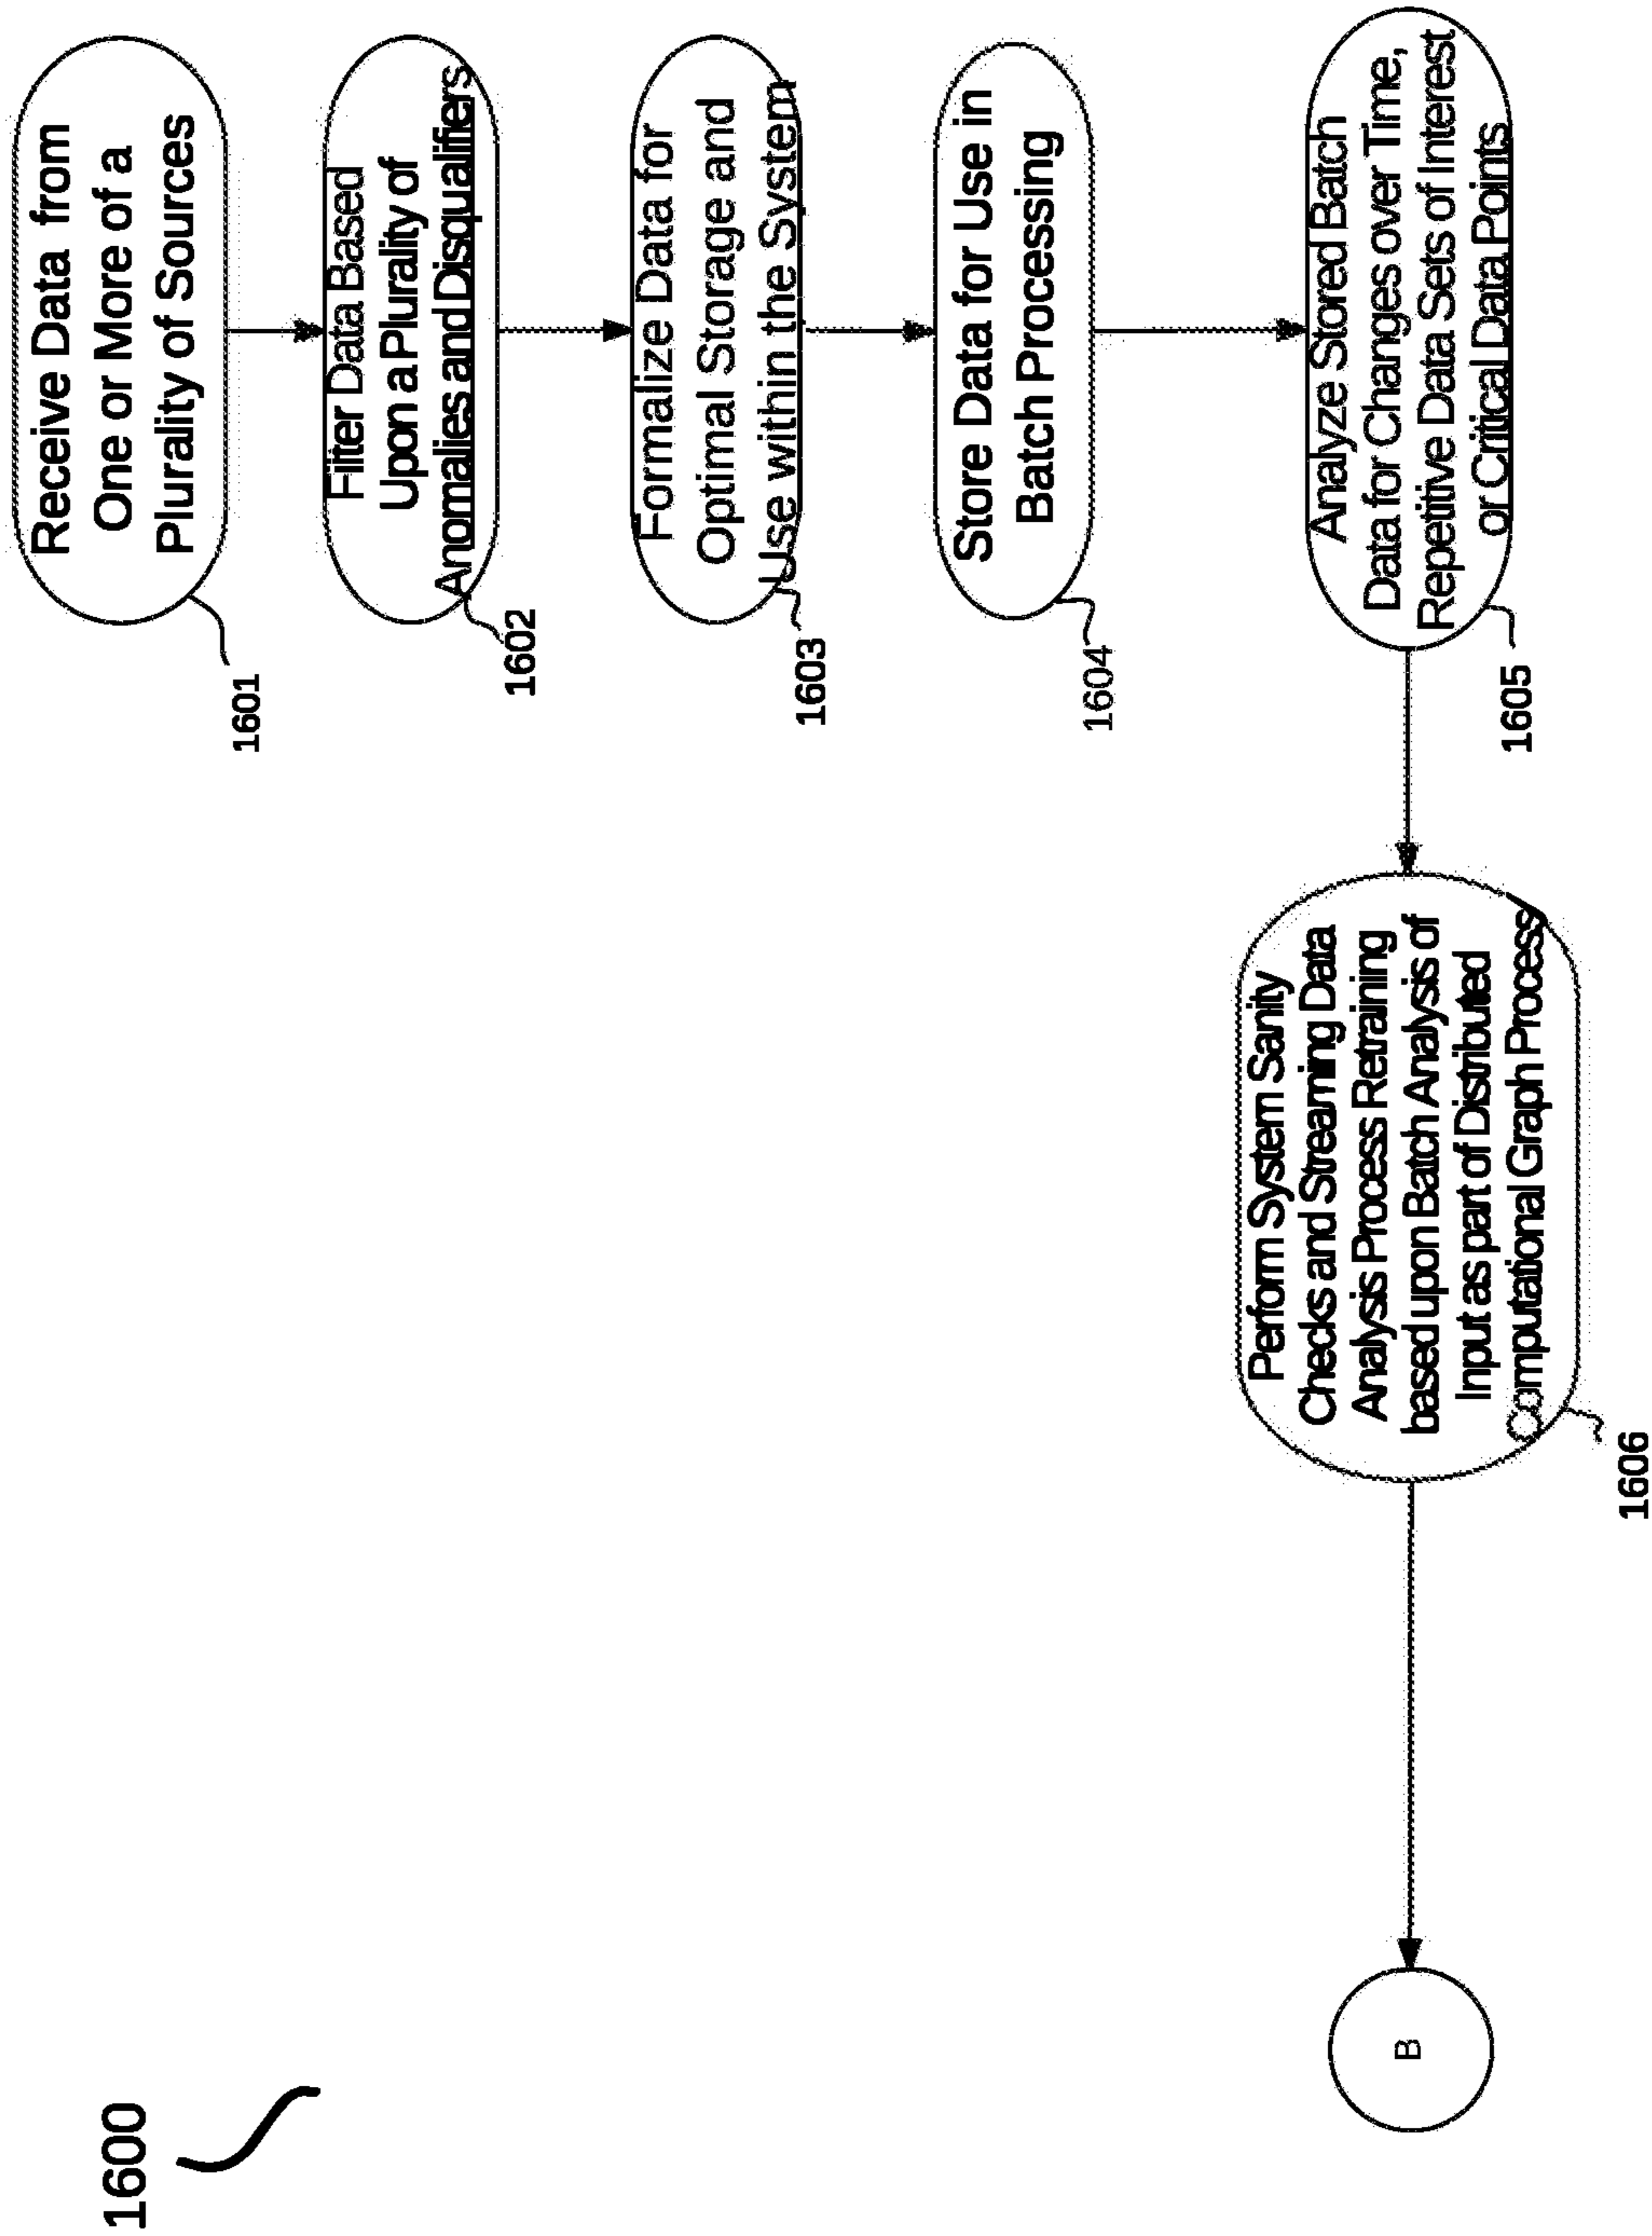 1600
Receive Data from
One or More of a
Plurality of Sources
1601
Filter Data Based
Upon a Plurality of
Anomalies and Disqualifiers
1602
Formalize Data for
Optimal Storage and
Use within the System
1603
Store Data for Use in
Batch Processing
1604
Analyze Stored Batch
Data for Changes over Time,
Repetitive Data Sets of Interest
or Critical Data Points
1605
Perform System Sanity
Checks and Streaming Data
Analysis Process Retraining
based upon Batch Analysis of
Input as part of Distributed
Computational Graph Process
1606
B